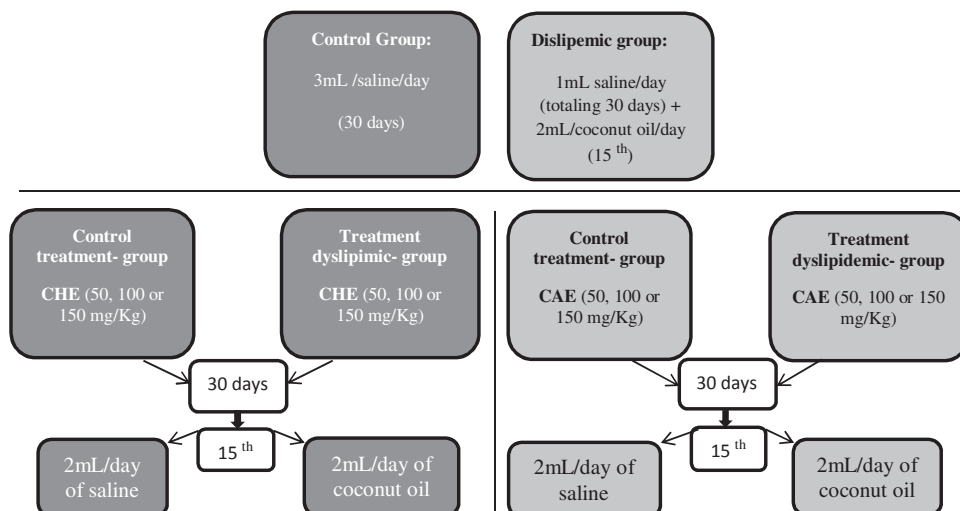 Control Group:
3mL /saline/day
(30 days)
Dislipemic group:
1mL saline/day
(totaling 30 days) +
2mL/coconut oil/day
(15 th)
Control
treatment- group
CHE (50, 100 or
150 mg/Kg)
Treatment
dyslipimic- group
CHE (50, 100 or
150 mg/Kg)
30 days
15 th
2mL/day
of saline
2mL/day of
coconut oil
Control
treatment- group
CAE (50, 100 or
150 mg/Kg)
Treatment
dyslipidemic- group
CAE (50, 100 or 150
mg/Kg)
30 days
15 th
2mL/day of
saline
2mL/day of
coconut oil